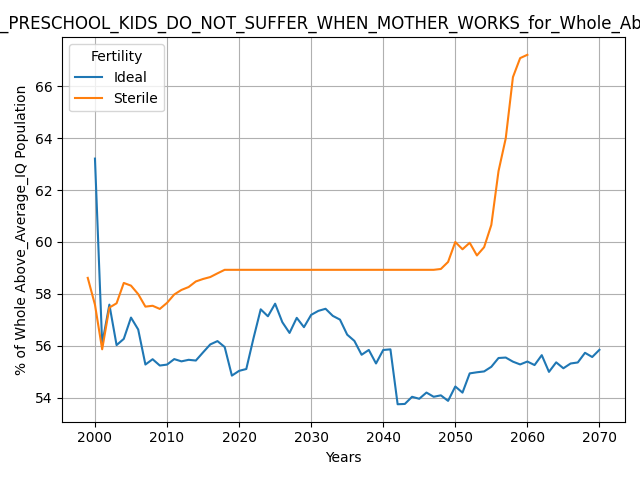 _PRESCHOOL_KIDS_DO_NOT_SUFFER_WHEN_MOTHER_WORKS_for_Whole_Ab
Fertility
Ideal
Sterile
% of Whole Above_Average_IQ Population
66
64
62
60
58
56
54
2000 2010 2020 2030 2040 2050 2060 2070
Years